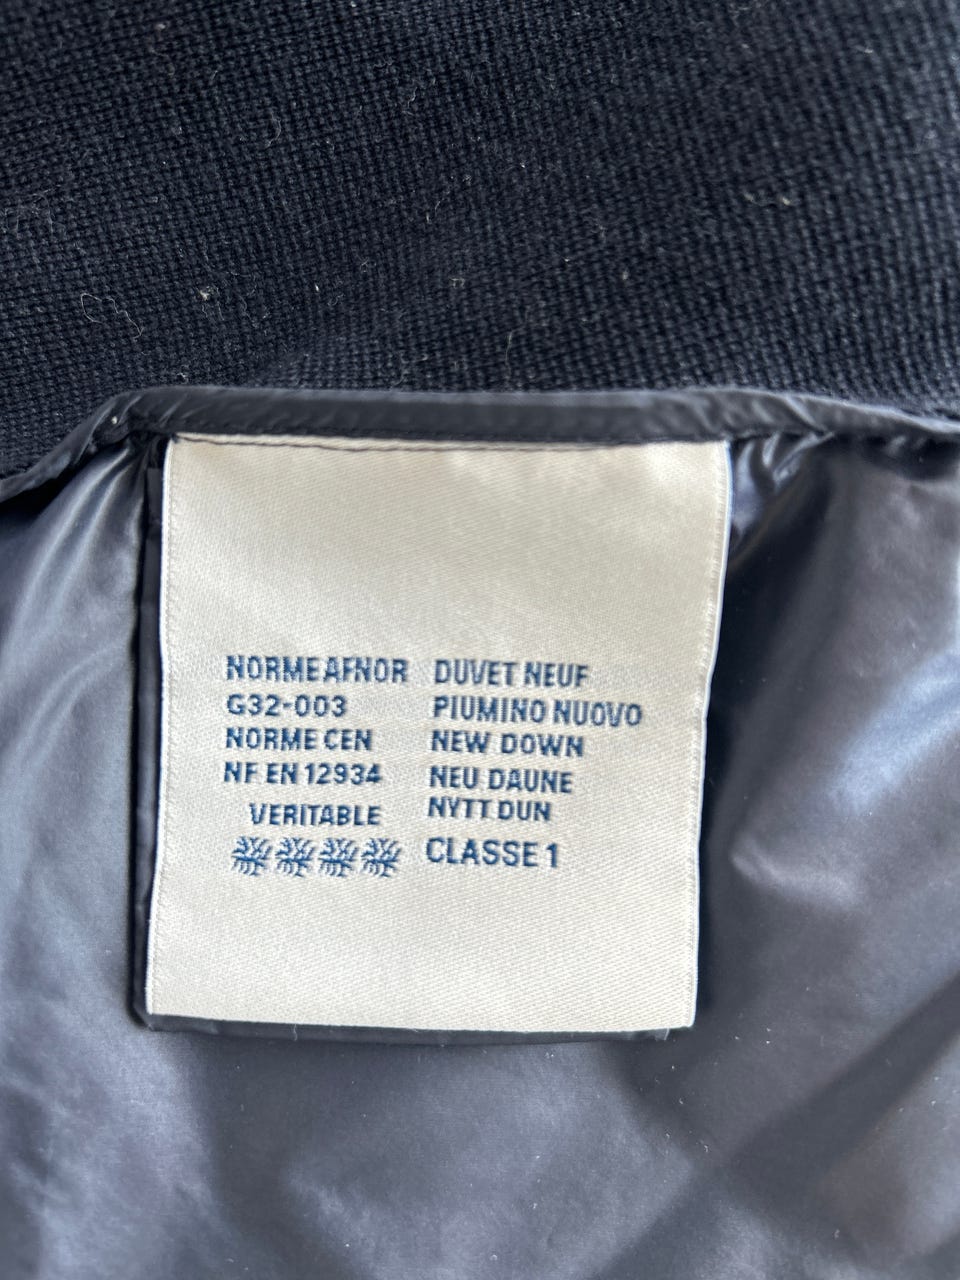 NORME AFNOR
G32-003
NORME CEN
NF EN 12934
VERITABLE
DUVET NEUF
PIUMINO NUOVO
NEW DOWN
NEU DAUNE
NYTT DUN
CLASSE 1